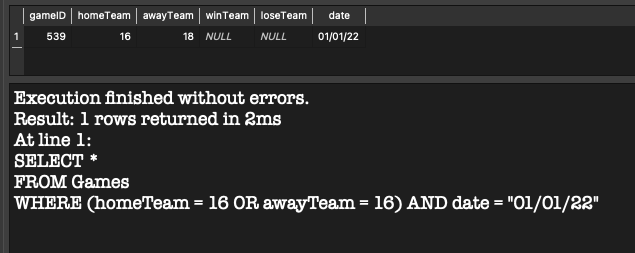 gameID homeTeam awayTeam winTeam loseTeam date
1 539 16 18 NULL NULL 01/01/22
Execution finished without errors.
Result: 1 rows returned in 2ms
At line 1:
SELECT *
FROM Games
WHERE (homeTeam = 16 OR awayTeam = 16) AND date = "01/01/22"